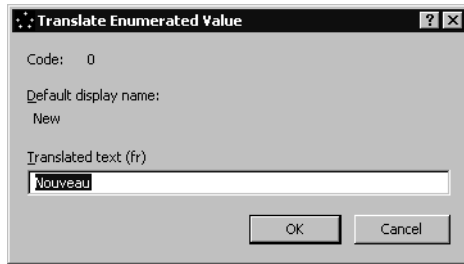 Translate Enumerated Value
Code: 0
Default display name:
New
Translated text (fr)
Nouveau
OK Cancel